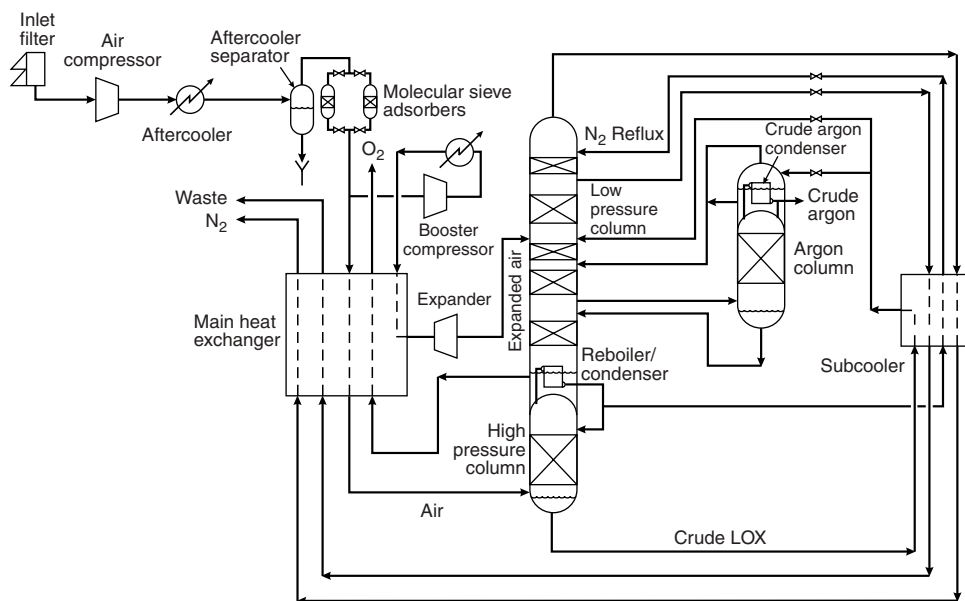 Inlet
filter
Air
compressor
Aftercooler
separator
Aftercooler
Molecular sieve
adsorbers
O2
Waste
N2
Booster
compressor
Main heat
exchanger
Expander
Expanded air
N2 Reflux
Low
pressure
column
Crude argon
condenser
Crude
argon
Argon
column
Subcooler
Reboiler/
condenser
High
pressure
column
Air
Crude LOX